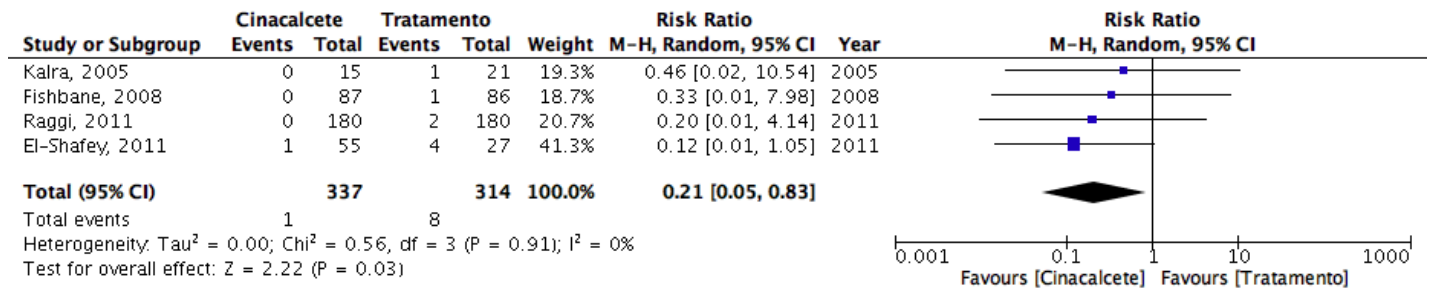 Cinacalcete Tratamento Risk Ratio Risk Ratio
Study or Subgroup Events Total Events Total Weight M-H, Random, 95% CI Year M-H, Random, 95% CI
Kalra, 2005 0 15 1 21 19.3% 0.46 [0.02, 10.54] 2005
Fishbane, 2008 0 87 1 86 18.7% 0.33 [0.01, 7.98] 2008
Raggi, 2011 0 180 2 180 20.7% 0.20 [0.01, 4.14] 2011
El-Shafey, 2011 1 55 4 27 41.3% 0.12 [0.01, 1.05] 2011
Total (95% CI) 337 314 100.0% 0.21 [0.05, 0.83]
Total events 1 8
Heterogeneity: Tau² = 0.00; Chi² = 0.56, df = 3 (P = 0.91); I² = 0%
Test for overall effect: Z = 2.22 (P = 0.03)
0.001 0.1 1 10 1000
Favours [Cinacalcete] Favours [Tratamento]